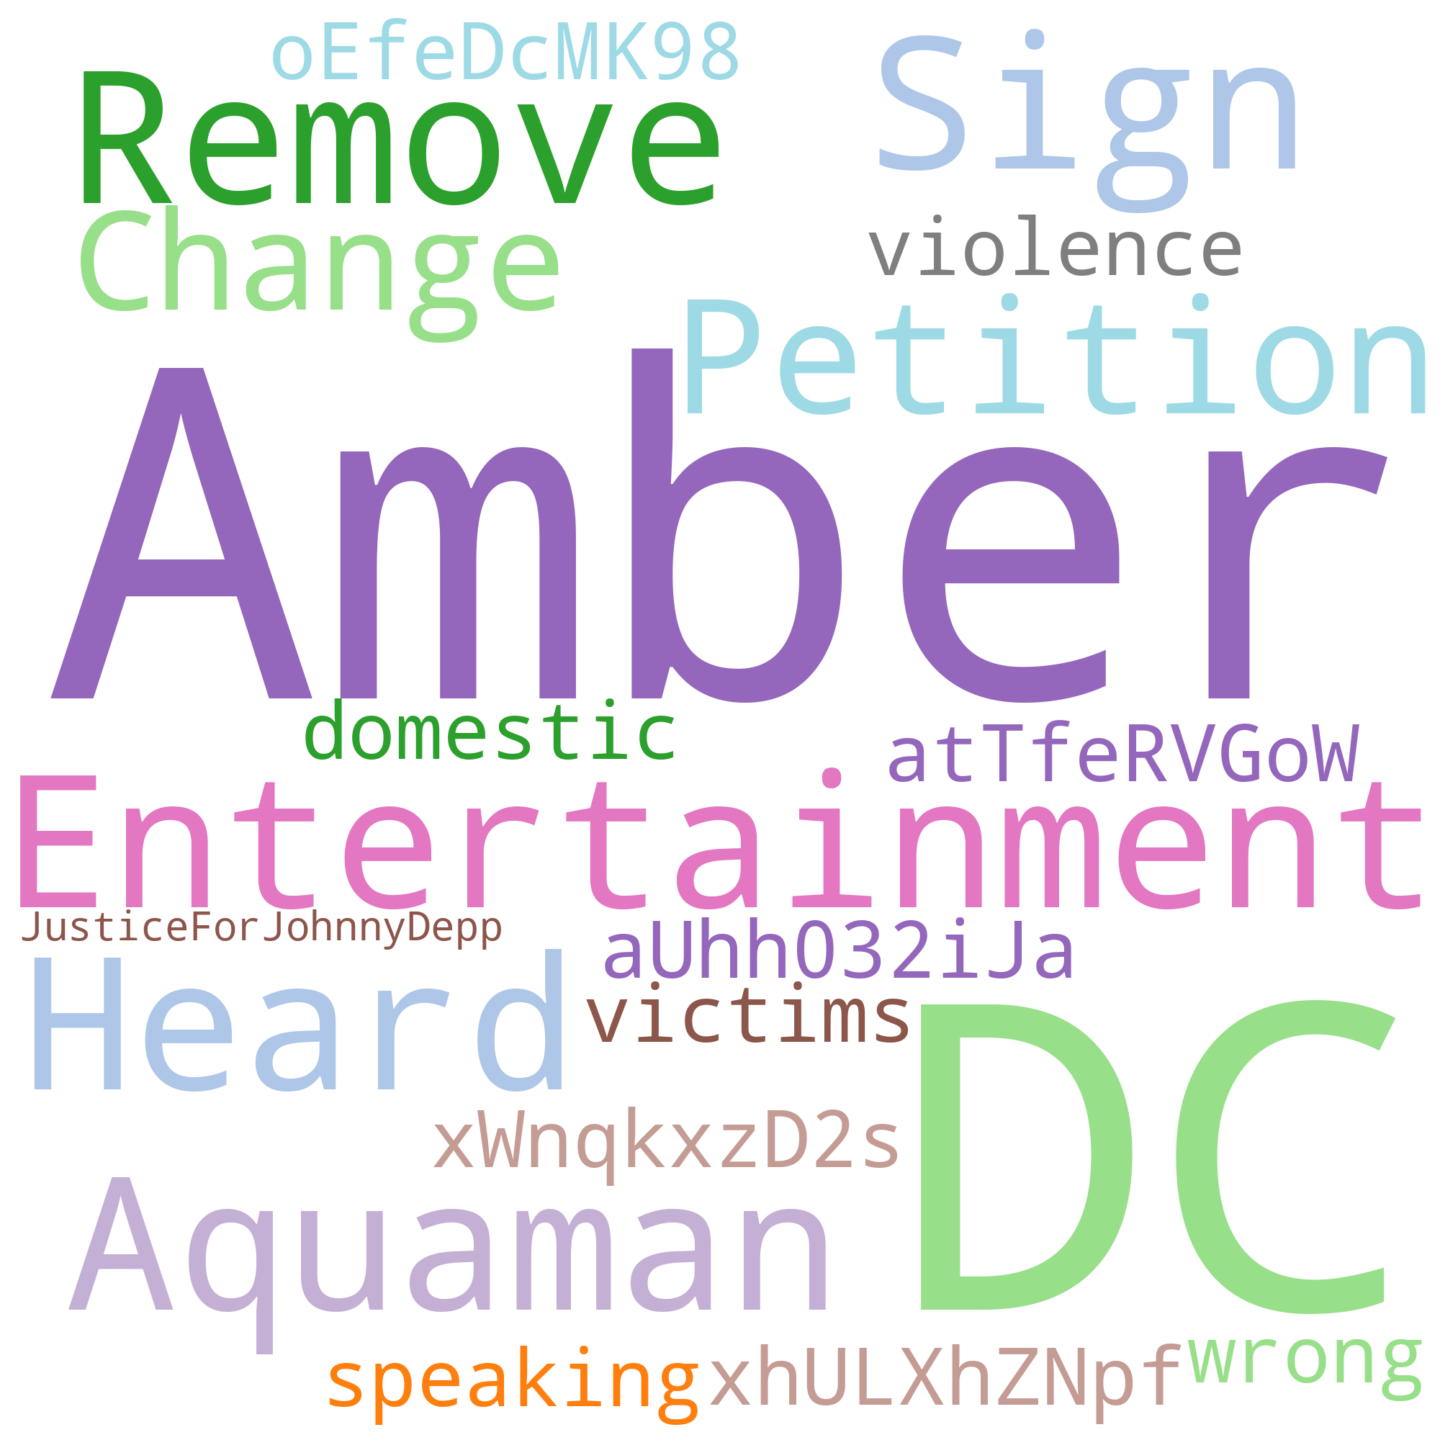 oEfeDcMK98
Sign
Remove
Change
violence
Petition
Amber
domestic
atTfeRVGoW
Entertainment
JusticeForJohnnyDepp
aUhhO32iJa
Heard
victims
DC
xWnqkxzD2s
Aquaman
speaking
xhULXhZNpf
wrong